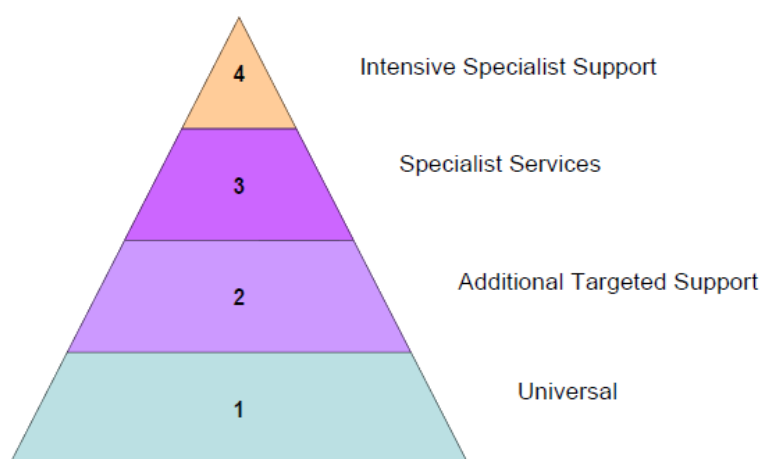 4
Intensive Specialist Support
3
Specialist Services
2
Additional Targeted Support
1
Universal